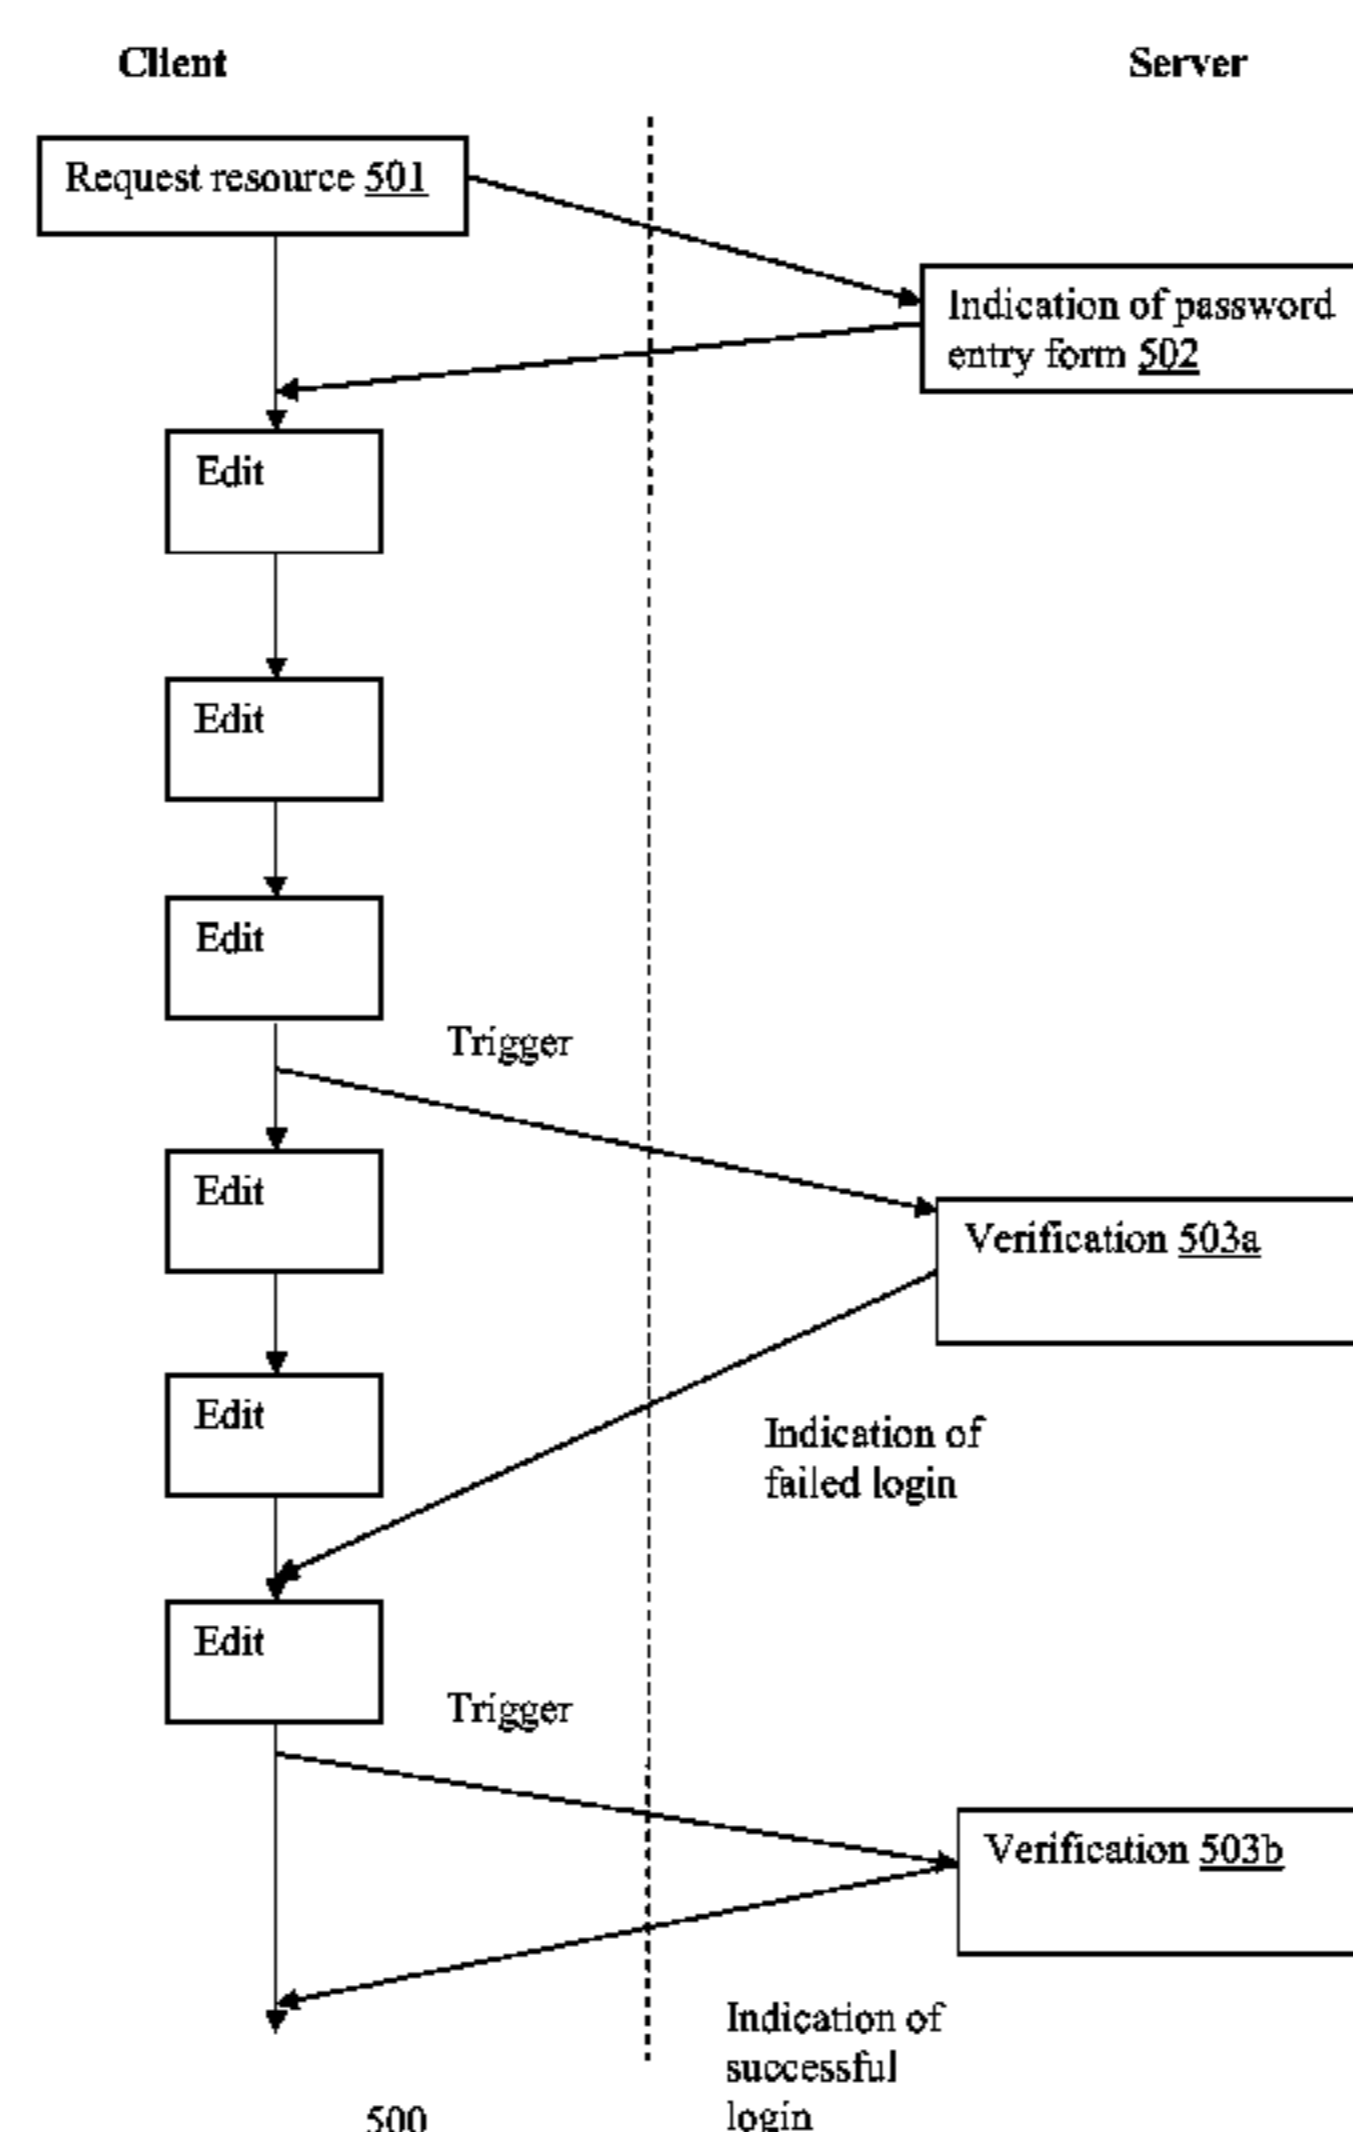 Client
Server
Request resource 501
Indication of password
entry form 502
Edit
Edit
Edit
Trigger
Edit
Verification 503a
Edit
Indication of
failed login
Edit
Trigger
Verification 503b
Indication of
successful
login
500